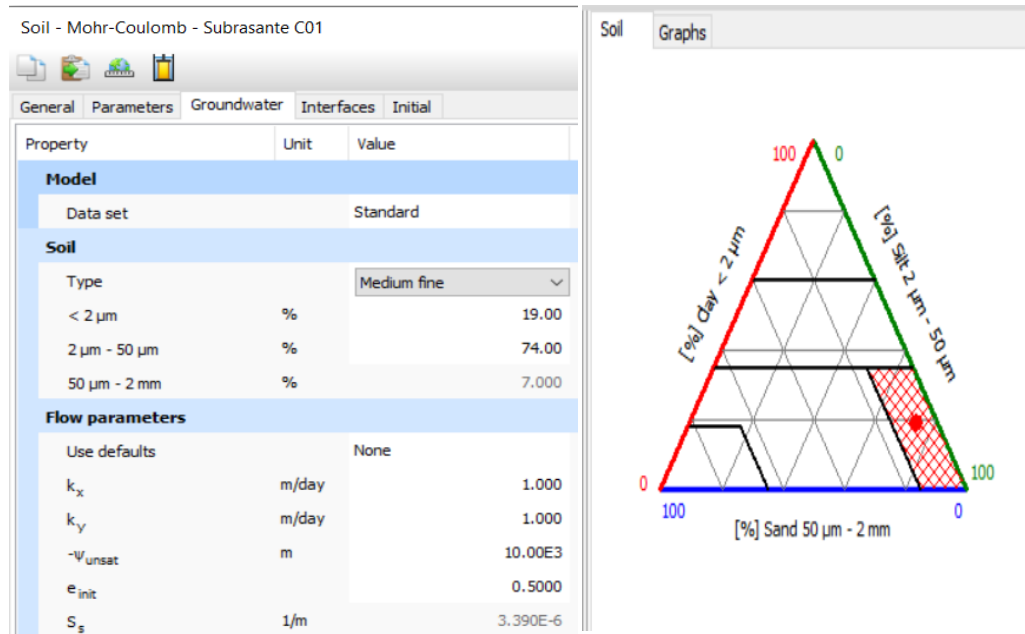 Soil - Mohr-Coulomb - Subrasante C01
General Parameters Groundwater Interfaces Initial
Property Unit Value
Model
Data set Standard
Soil
Type Medium fine
< 2 μm % 19.00
2 μm - 50 μm % 74.00
50 μm - 2 mm % 7.000
Flow parameters
Use defaults None
kx m/day 1.000
ky m/day 1.000
-ψunsat m 10.00E3
einit 0.5000
Ss 1/m 3.390E-6
Soil Graphs
100 0
[%] clay < 2 μm
[%] Silt 2 μm - 50 μm
0 100
100 0
[%] Sand 50 μm - 2 mm